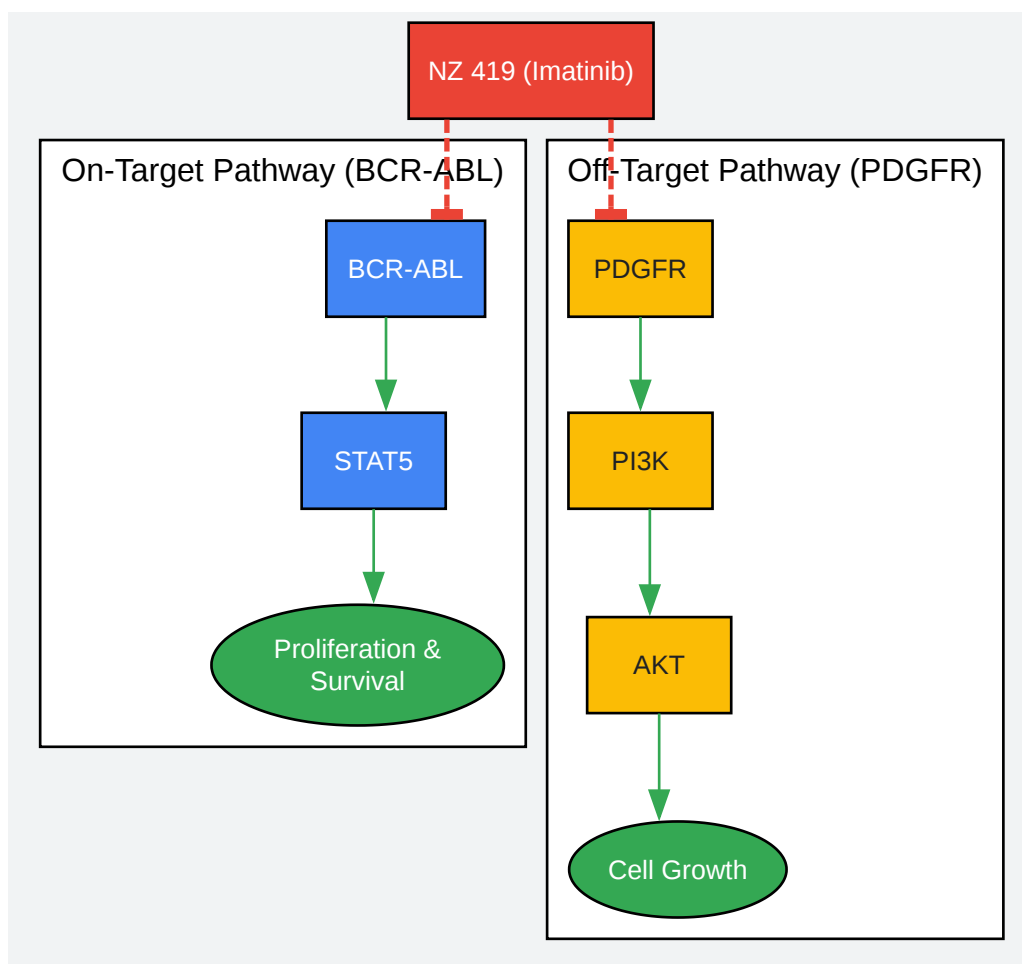 NZ 419 (Imatinib)
On-Target Pathway (BCR-ABL)
BCR-ABL
STAT5
Proliferation &
Survival
Off-Target Pathway (PDGFR)
PDGFR
PI3K
AKT
Cell Growth